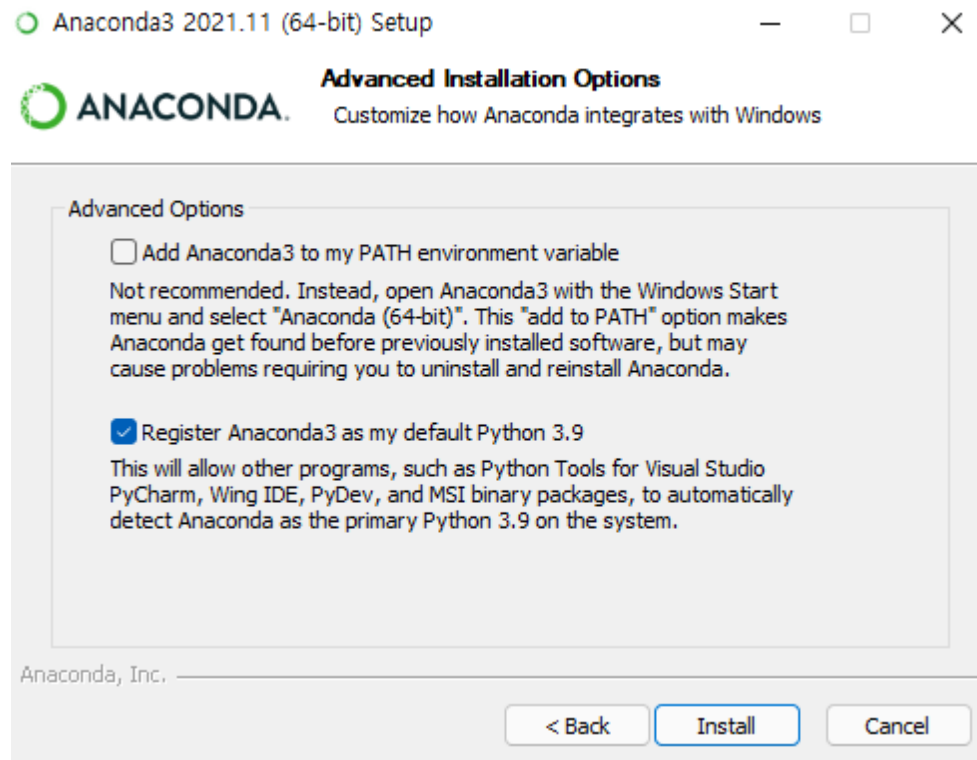 Anaconda3 2021.11 (64-bit) Setup
ANACONDA.
Advanced Installation Options
Customize how Anaconda integrates with Windows
Advanced Options
Add Anaconda3 to my PATH environment variable
Not recommended. Instead, open Anaconda3 with the Windows Start
menu and select "Anaconda (64-bit)". This "add to PATH" option makes
Anaconda get found before previously installed software, but may
cause problems requiring you to uninstall and reinstall Anaconda.
Register Anaconda3 as my default Python 3.9
This will allow other programs, such as Python Tools for Visual Studio
PyCharm, Wing IDE, PyDev, and MSI binary packages, to automatically
detect Anaconda as the primary Python 3.9 on the system.
Anaconda, Inc.
< Back
Install
Cancel